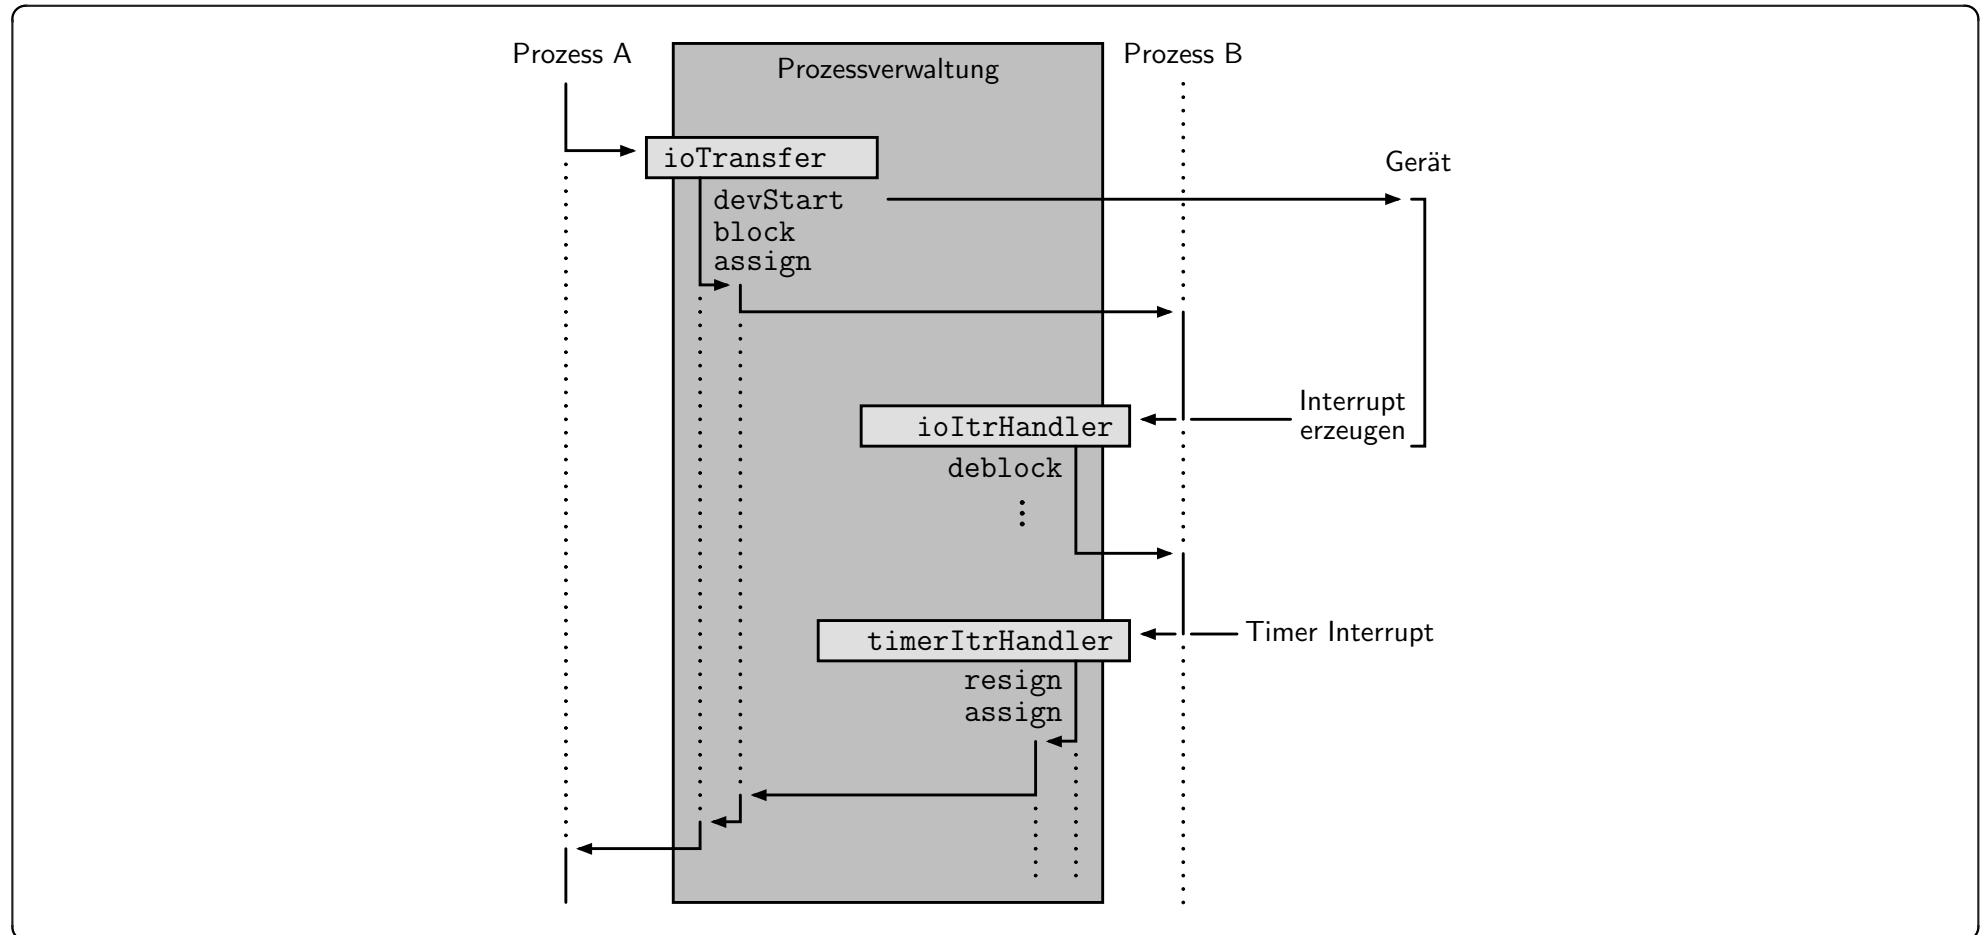 Prozess A
Prozessverwaltung
Prozess B
ioTransfer
Gerät
devStart
block
assign
Interrupt
erzeugen
ioItrHandler
deblock
timerItrHandler
Timer Interrupt
resign
assign